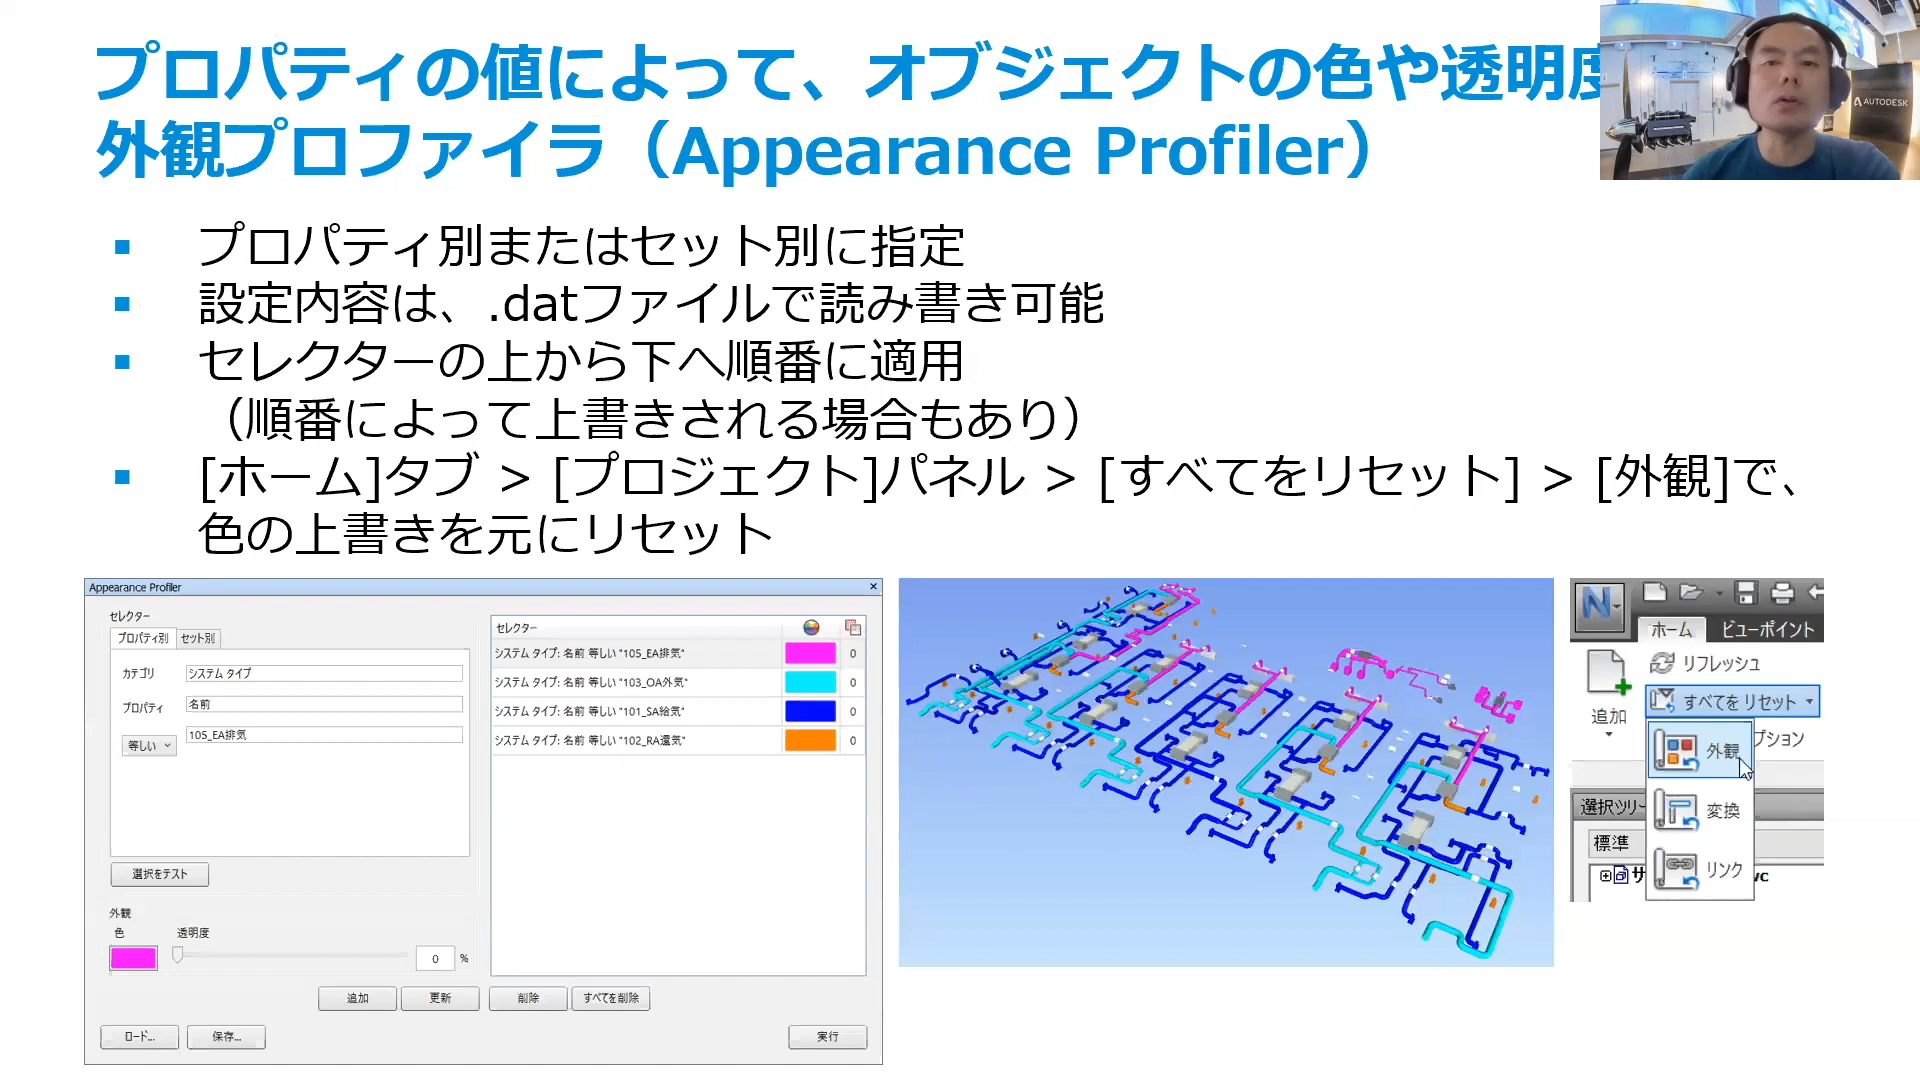 プロパティの値によって、オブジェクトの色や透明度
外観プロファイラ（Appearance Profiler）
AUTODESK
▪ プロパティ別またはセット別に指定
▪ 設定内容は、.datファイルで読み書き可能
▪ セレクターの上から下へ順番に適用
（順番によって上書きされる場合もあり）
▪ [ホーム]タブ > [プロジェクト]パネル > [すべてをリセット] > [外観]で、
色の上書きを元にリセット
Appearance Profiler
セレクター
プロパティ別 セット別
カテゴリ システム タイプ
プロパティ 名前
等しい 105_EA排気
選択をテスト
外観
色 透明度
0 %
セレクター
システム タイプ: 名前 等しい "105_EA排気" 0
システム タイプ: 名前 等しい "103_OA外気" 0
システム タイプ: 名前 等しい "101_SA給気" 0
システム タイプ: 名前 等しい "102_RA還気" 0
追加 更新 削除 すべてを削除
ロード... 保存... 実行
N
ホーム ビューポイント
リフレッシュ
すべてを リセット
追加
プション
外観
変換
リンク
選択ツリー
標準
サ
wc